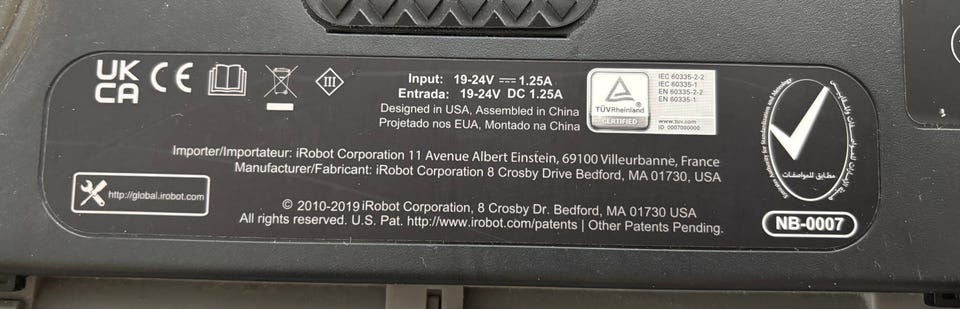 UK
CA
CE
III
Input: 19-24V ⎓ 1.25A
Entrada: 19-24V DC 1.25A
Designed in USA, Assembled in China
Projetado nos EUA, Montado na China
TÜVRheinland
CERTIFIED
IEC 60335-2-2
IEC 60335-1
EN 60335-2-2
EN 60335-1
www.tuv.com
ID 0007000000
Importer/Importateur: iRobot Corporation 11 Avenue Albert Einstein, 69100 Villeurbanne, France
Manufacturer/Fabricant: iRobot Corporation 8 Crosby Drive Bedford, MA 01730, USA
http://global.irobot.com
© 2010-2019 iRobot Corporation, 8 Crosby Dr. Bedford, MA 01730 USA
All rights reserved. U.S. Pat. http://www.irobot.com/patents | Other Patents Pending.
مطابق للمواصفات
NB-0007